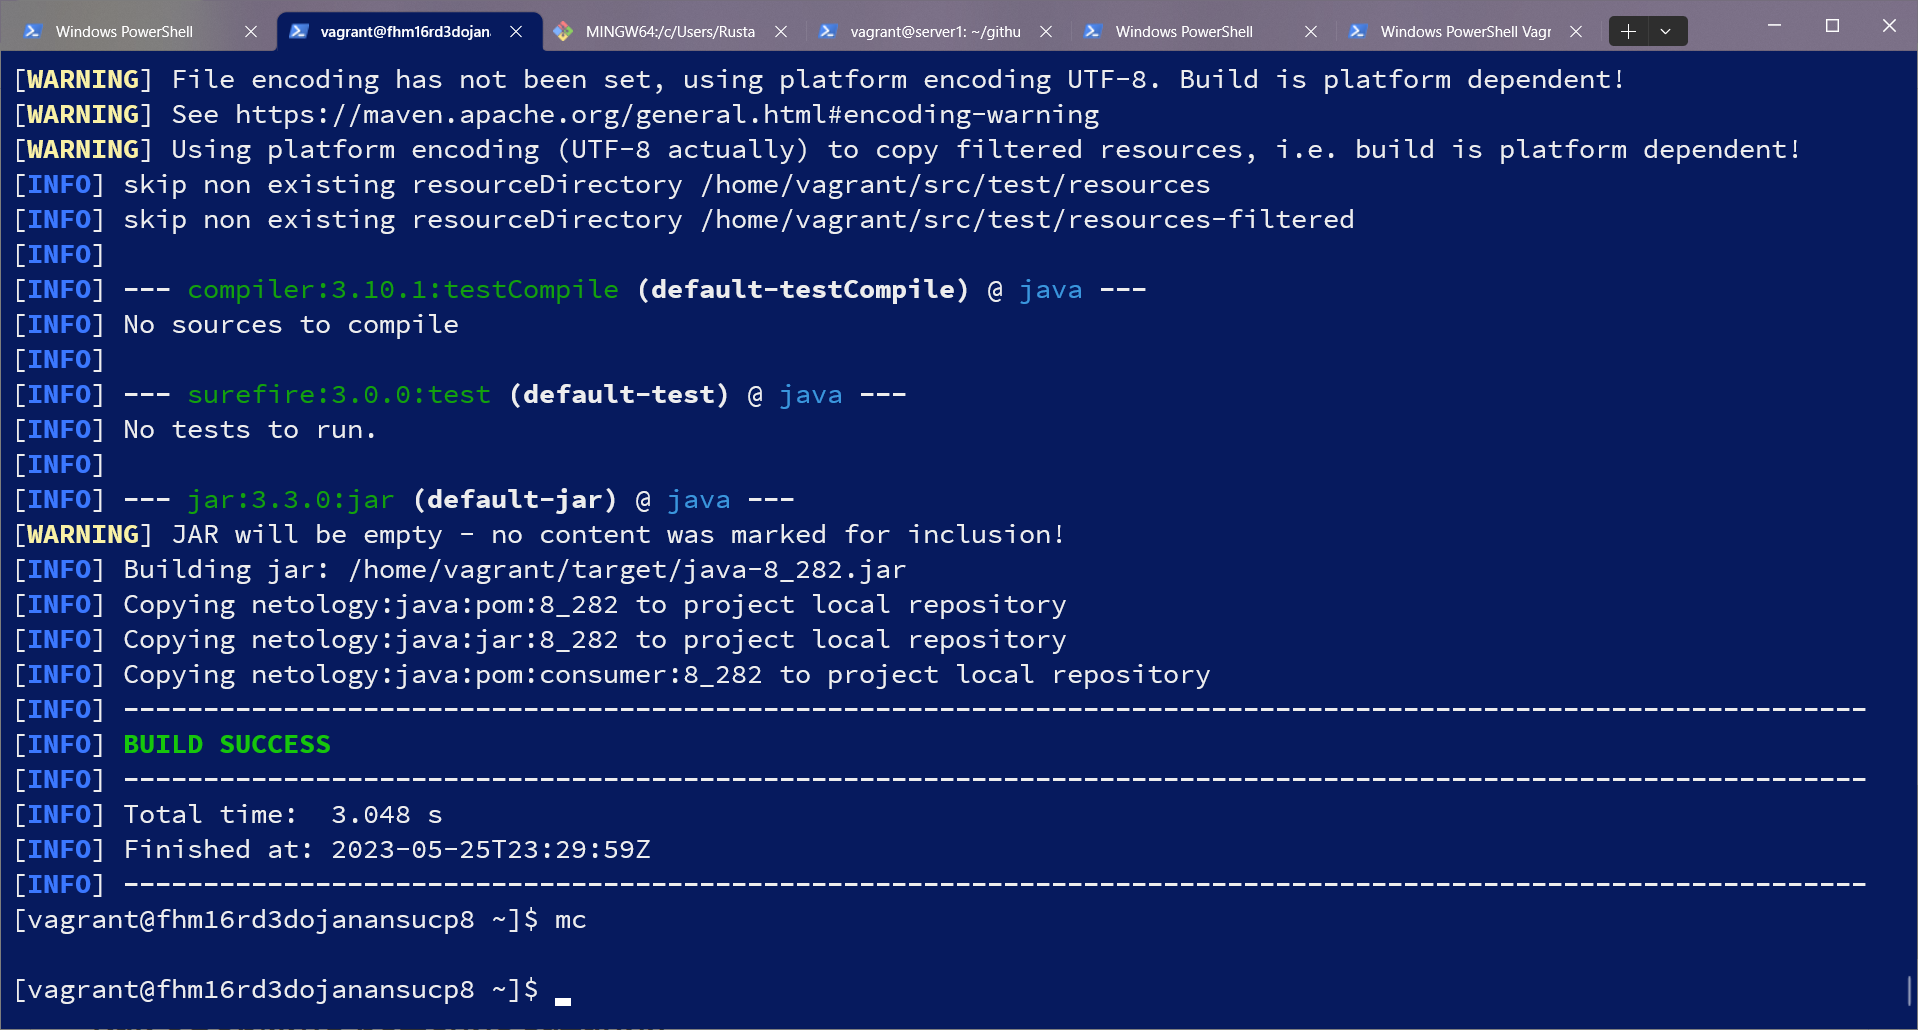 Windows PowerShell
vagrant@fhm16rd3dojan
MINGW64:/c/Users/Rusta
vagrant@server1: ~/githu
Windows PowerShell
Windows PowerShell Vagr
[WARNING] File encoding has not been set, using platform encoding UTF-8. Build is platform dependent!
[WARNING] See https://maven.apache.org/general.html#encoding-warning
[WARNING] Using platform encoding (UTF-8 actually) to copy filtered resources, i.e. build is platform dependent!
[INFO] skip non existing resourceDirectory /home/vagrant/src/test/resources
[INFO] skip non existing resourceDirectory /home/vagrant/src/test/resources-filtered
[INFO]
[INFO] --- compiler:3.10.1:testCompile (default-testCompile) @ java ---
[INFO] No sources to compile
[INFO]
[INFO] --- surefire:3.0.0:test (default-test) @ java ---
[INFO] No tests to run.
[INFO]
[INFO] --- jar:3.3.0:jar (default-jar) @ java ---
[WARNING] JAR will be empty - no content was marked for inclusion!
[INFO] Building jar: /home/vagrant/target/java-8_282.jar
[INFO] Copying netology:java:pom:8_282 to project local repository
[INFO] Copying netology:java:jar:8_282 to project local repository
[INFO] Copying netology:java:pom:consumer:8_282 to project local repository
[INFO] -------------------------------------------------------------------------------------------------------------
[INFO] BUILD SUCCESS
[INFO] -------------------------------------------------------------------------------------------------------------
[INFO] Total time:  3.048 s
[INFO] Finished at: 2023-05-25T23:29:59Z
[INFO] -------------------------------------------------------------------------------------------------------------
[vagrant@fhm16rd3dojanansucp8 ~]$ mc
[vagrant@fhm16rd3dojanansucp8 ~]$